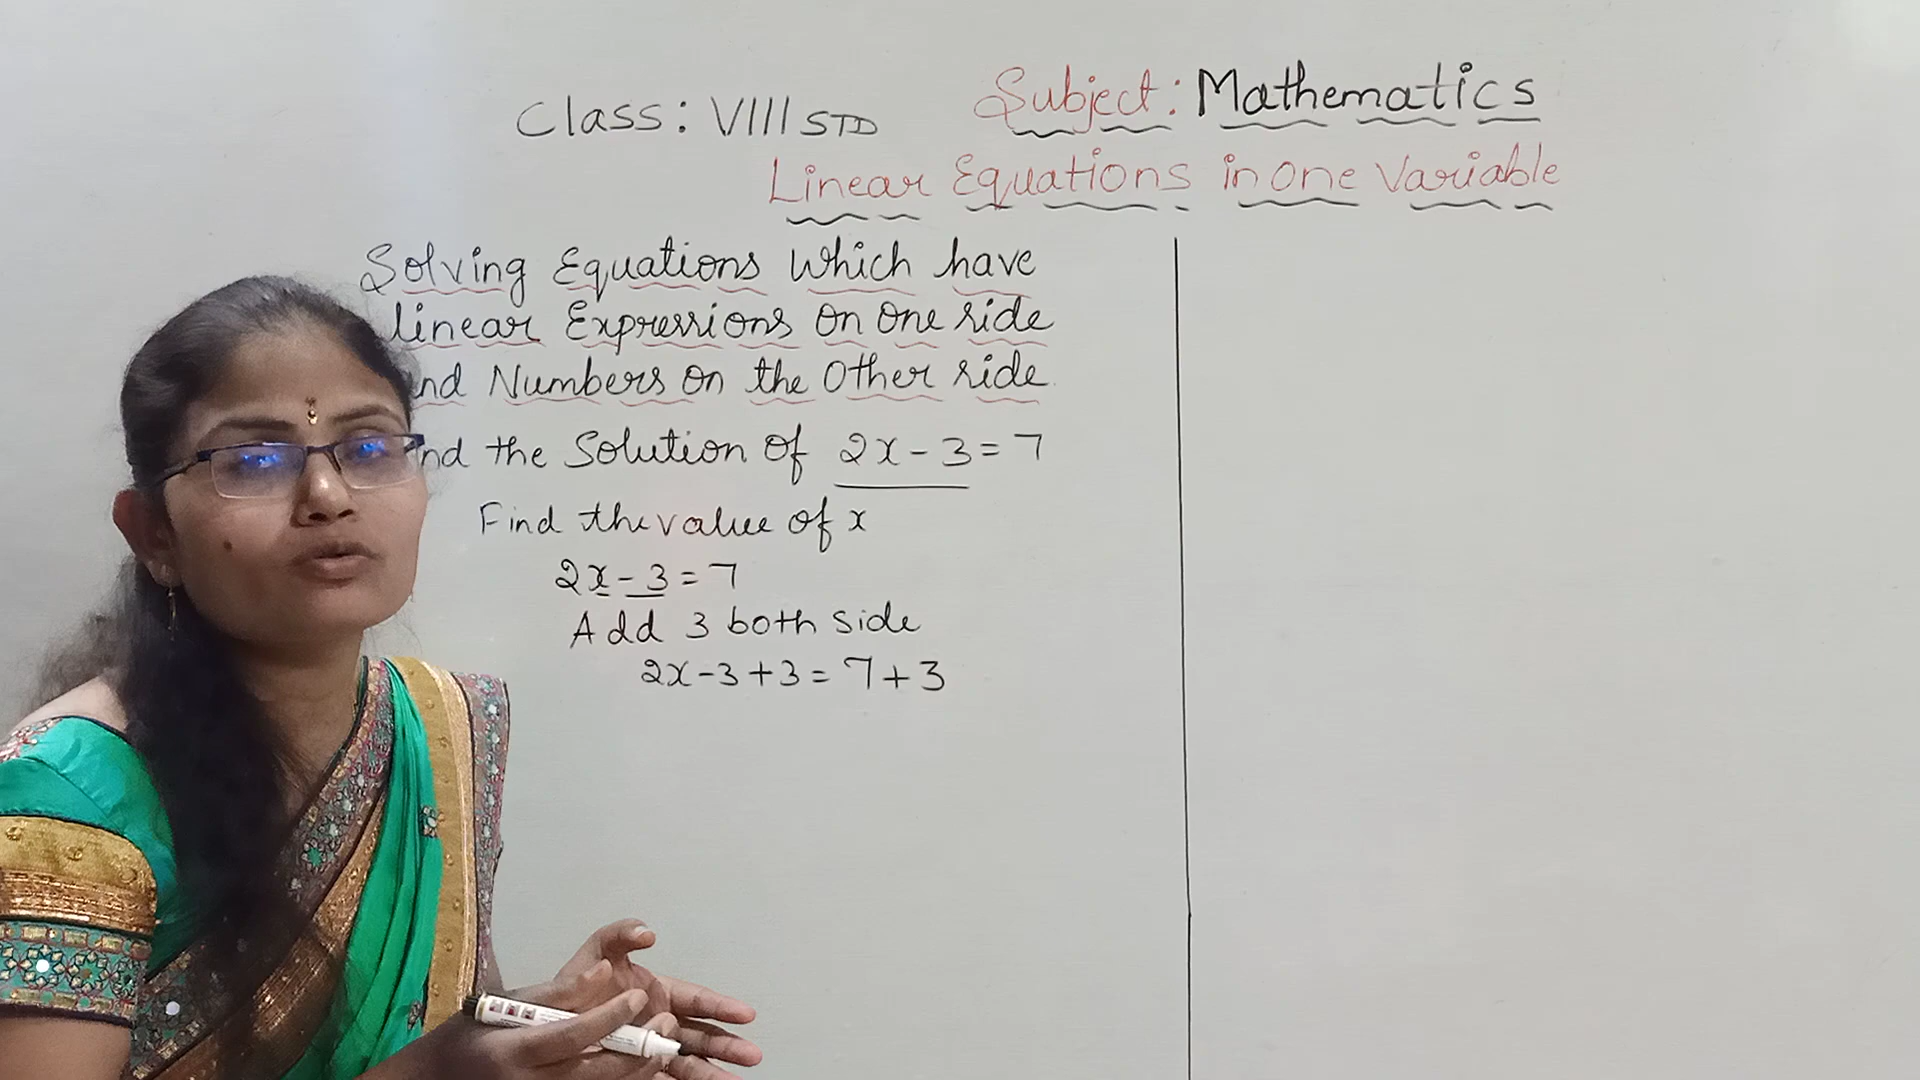 Class: VIII STD
Subject: Mathematics
Linear Equations in One Variable
Solving Equations Which have
linear Expressions on one side
Numbers on the Other side
the Solution of 2x-3=7
Find the value of x
2x-3=7
Add 3 both side
2x-3+3=7+3